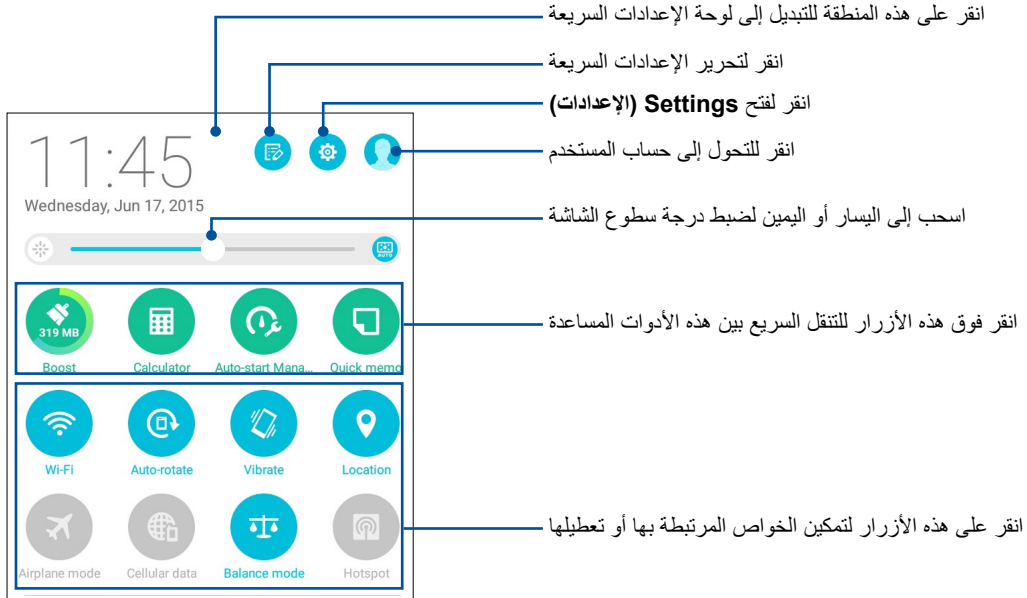 انقر على هذه المنطقة للتبديل إلى لوحة الإعدادات السريعة
انقر لتحرير الإعدادات السريعة
انقر لفتح Settings (الإعدادات)
انقر للتحول إلى حساب المستخدم
اسحب إلى اليسار أو اليمين لضبط درجة سطوع الشاشة
انقر فوق هذه الأزرار للتنقل السريع بين هذه الأدوات المساعدة
انقر على هذه الأزرار لتمكين الخواص المرتبطة بها أو تعطيلها
11:45
Wednesday, Jun 17, 2015
AUTO
319 MB
Boost Calculator Auto-start Mana... Quick memo
Wi-Fi Auto-rotate Vibrate Location
Airplane mode Cellular data Balance mode Hotspot